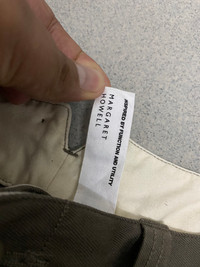 MARGARET
HOWELL
INSPIRED BY FUNCTION AND UTILITY